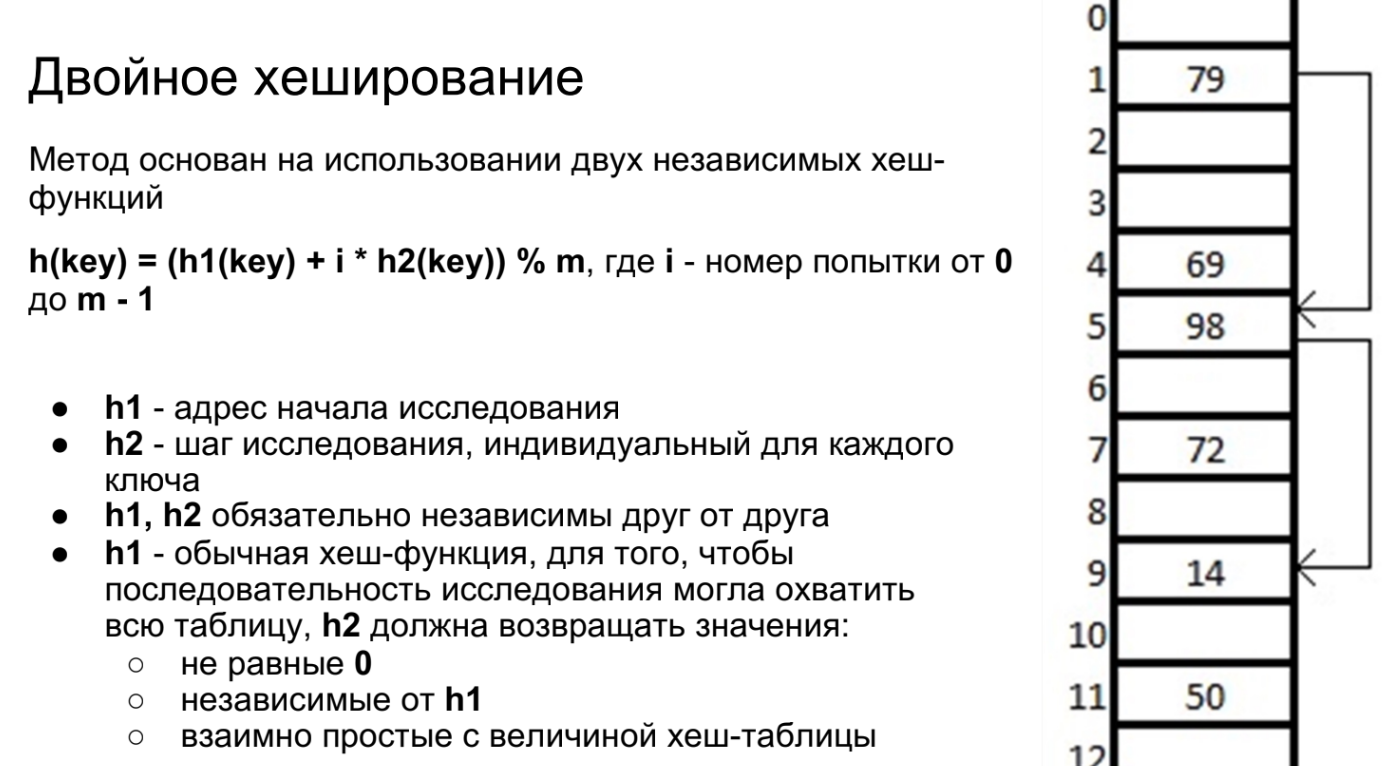 Двойное хеширование
Метод основан на использовании двух независимых хеш-
функций
h(key) = (h1(key) + i * h2(key)) % m, где i - номер попытки от 0
до m - 1
● h1 - адрес начала исследования
● h2 - шаг исследования, индивидуальный для каждого
ключа
● h1, h2 обязательно независимы друг от друга
● h1 - обычная хеш-функция, для того, чтобы
последовательность исследования могла охватить
всю таблицу, h2 должна возвращать значения:
○ не равные 0
○ независимые от h1
○ взаимно простые с величиной хеш-таблицы
0
1 79
2
3
4 69
5 98
6
7 72
8
9 14
10
11 50
12